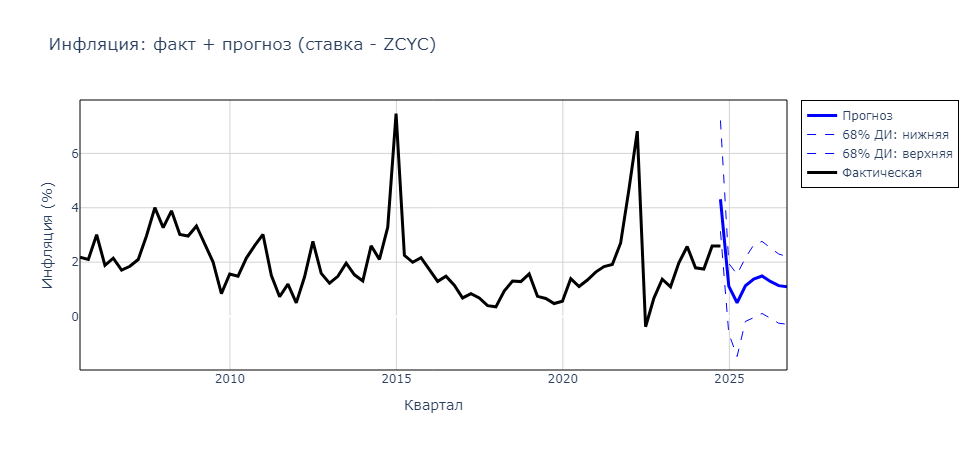 Инфляция: факт + прогноз (ставка - ZCYC)
Инфляция (%)
6
4
2
0
2010
2015
2020
2025
Квартал
Прогноз
68% ДИ: нижняя
68% ДИ: верхняя
Фактическая